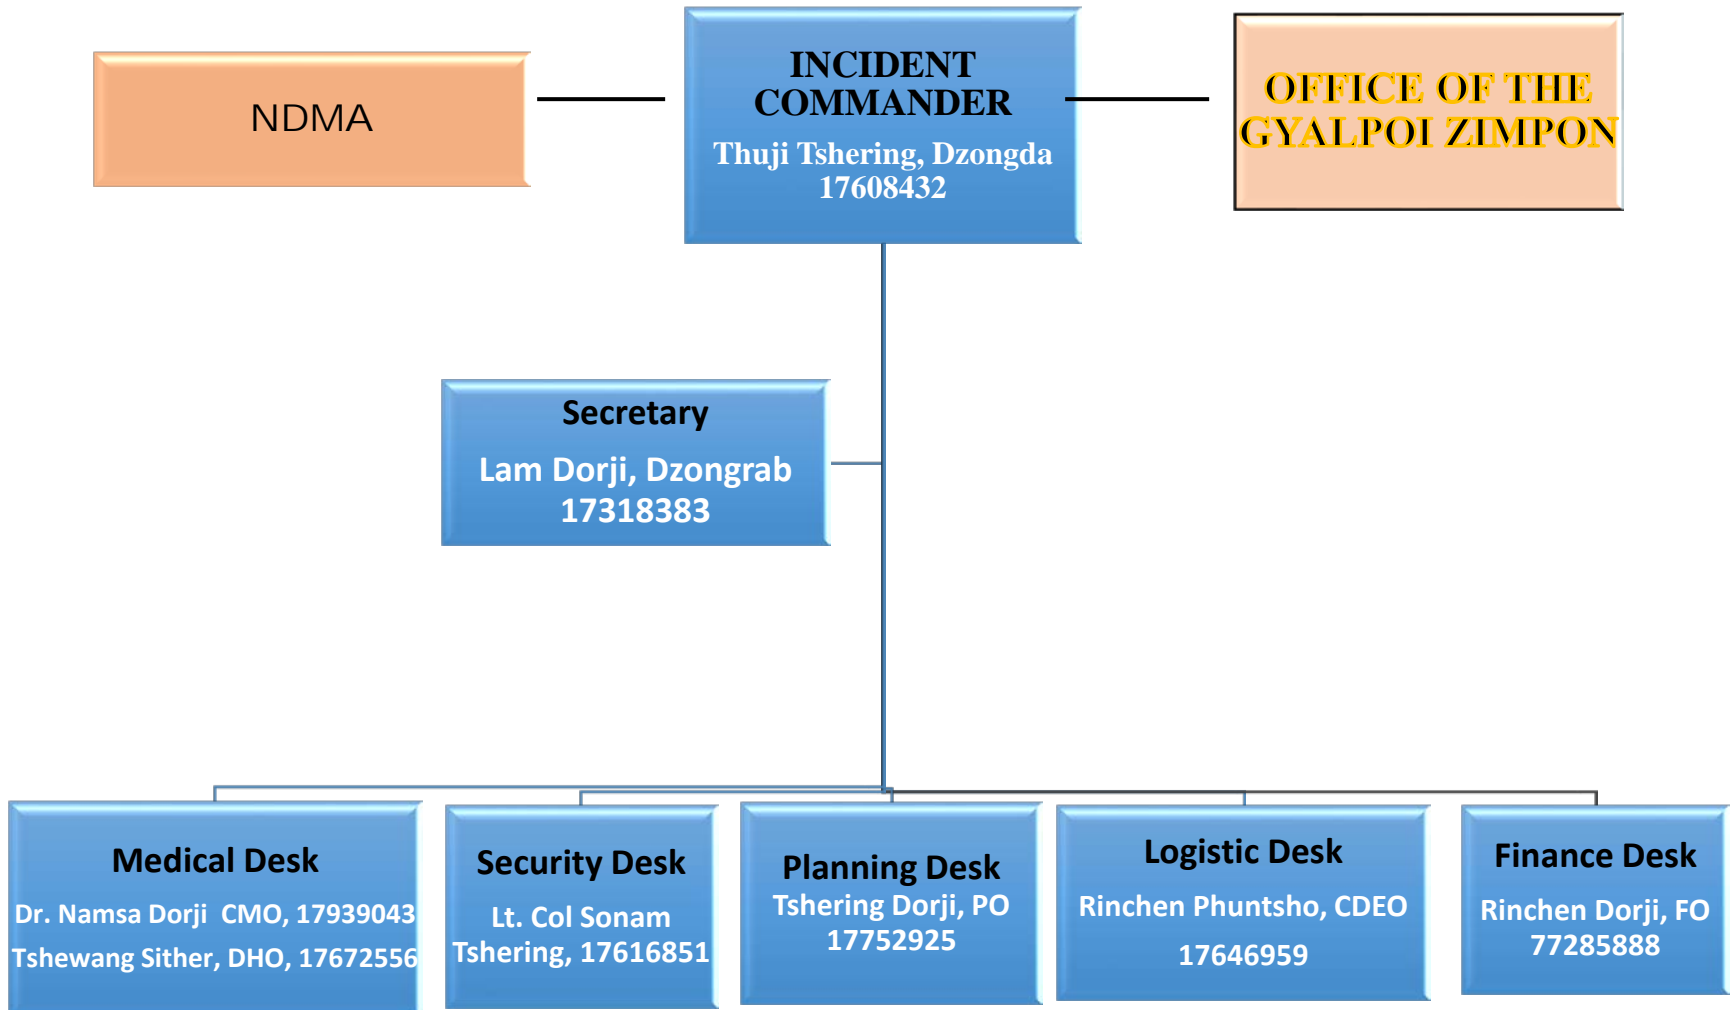 NDMA
INCIDENT
COMMANDER
Thuji Tshering, Dzongda
17608432
OFFICE OF THE
GYALPOI ZIMPON
Secretary
Lam Dorji, Dzongrab
17318383
Medical Desk
Dr. Namsa Dorji  CMO, 17939043
Tshewang Sither, DHO, 17672556
Security Desk
Lt. Col Sonam
Tshering, 17616851
Planning Desk
Tshering Dorji, PO
17752925
Logistic Desk
Rinchen Phuntsho, CDEO
17646959
Finance Desk
Rinchen Dorji, FO
77285888